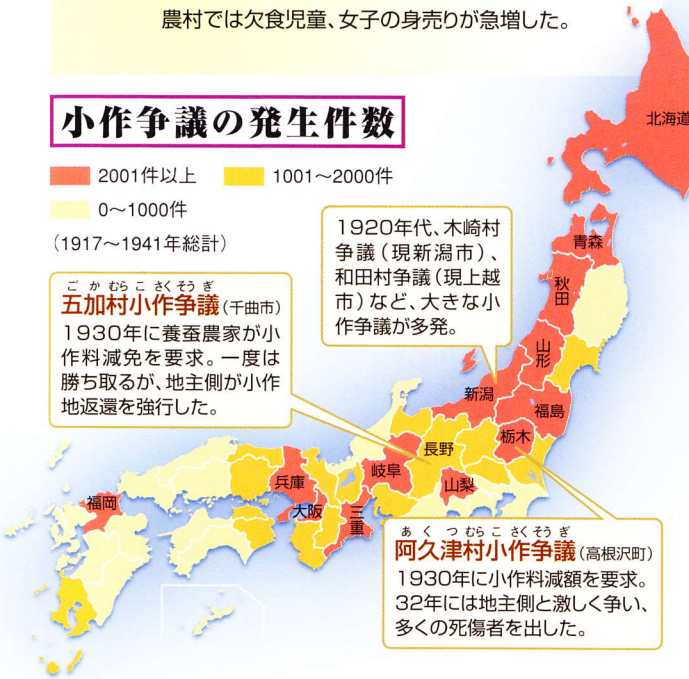 農村では欠食児童、女子の身売りが急増した。
小作争議の発生件数
2001件以上
1001～2000件
0～1000件
（1917～1941年総計）
1920年代、木崎村
争議（現新潟市）、
和田村争議（現上越
市）など、大きな小
作争議が多発。
ごかむらこさくそうぎ
五加村小作争議（千曲市）
1930年に養蚕農家が小
作料減免を要求。一度は
勝ち取るが、地主側が小作
地返還を強行した。
北海道
青森
秋田
山形
新潟
福島
栃木
長野
岐阜
山梨
兵庫
大阪
三重
福岡
あくつむらこさくそうぎ
阿久津村小作争議（高根沢町）
1930年に小作料減額を要求。
32年には地主側と激しく争い、
多くの死傷者を出した。